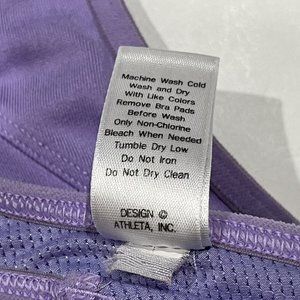 Machine Wash Cold
Wash and Dry
With Like Colors
Remove Bra Pads
Before Wash
Only Non-Chlorine
Bleach When Needed
Tumble Dry Low
Do Not Iron
Do Not Dry Clean
DESIGN ©
ATHLETA, INC.